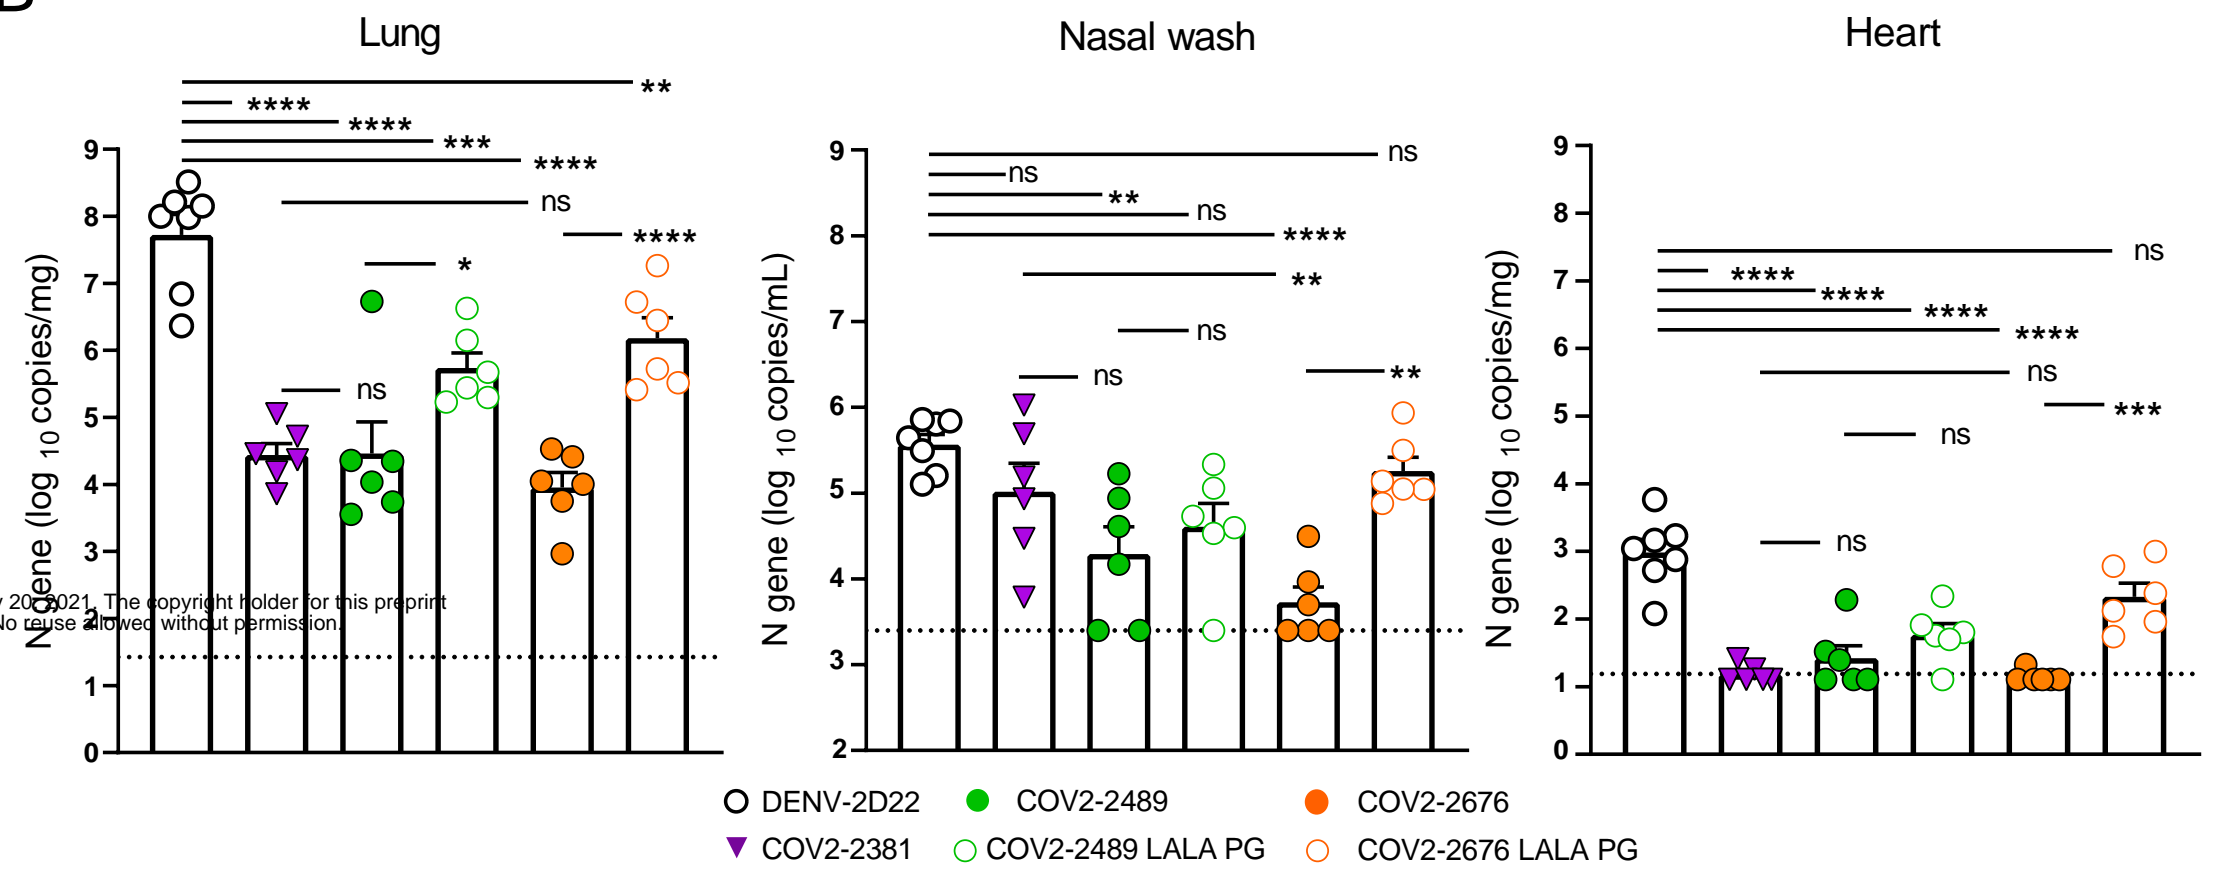 Lung
Nasal wash
Heart
**
****
****
***
****
ns
****
*
ns
9
8
7
6
5
4
3
2
1
0
N gene (log 10 copies/mg)
ns
ns
**
ns
****
**
ns
ns
**
9
8
7
6
5
4
3
2
N gene (log 10 copies/mL)
ns
****
****
****
****
ns
***
ns
ns
9
8
7
6
5
4
3
2
1
0
N gene (log 10 copies/mg)
y 20, 2021. The copyright holder for this preprint
No reuse allowed without permission.
DENV-2D22
COV2-2489
COV2-2676
COV2-2381
COV2-2489 LALA PG
COV2-2676 LALA PG